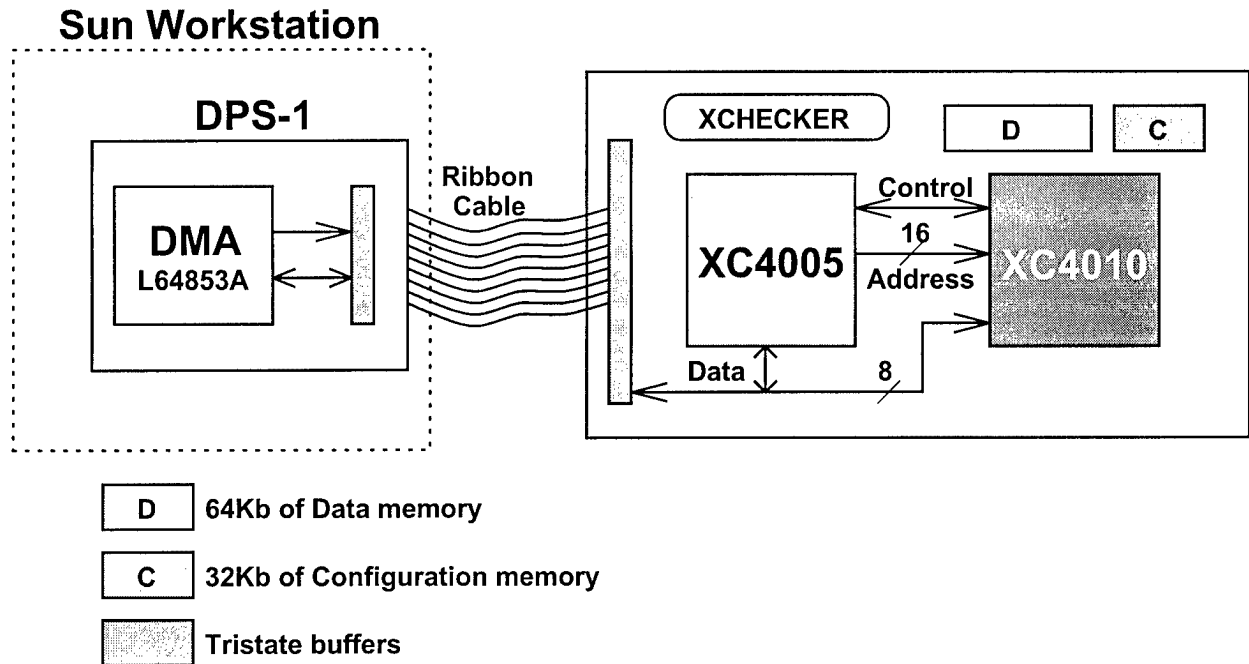 Sun Workstation
DPS-1
DMA
L64853A
Ribbon
Cable
XCHECKER
D
C
XC4005
Control
16
Address
XC4010
Data
8
D 64Kb of Data memory
C 32Kb of Configuration memory
Tristate buffers